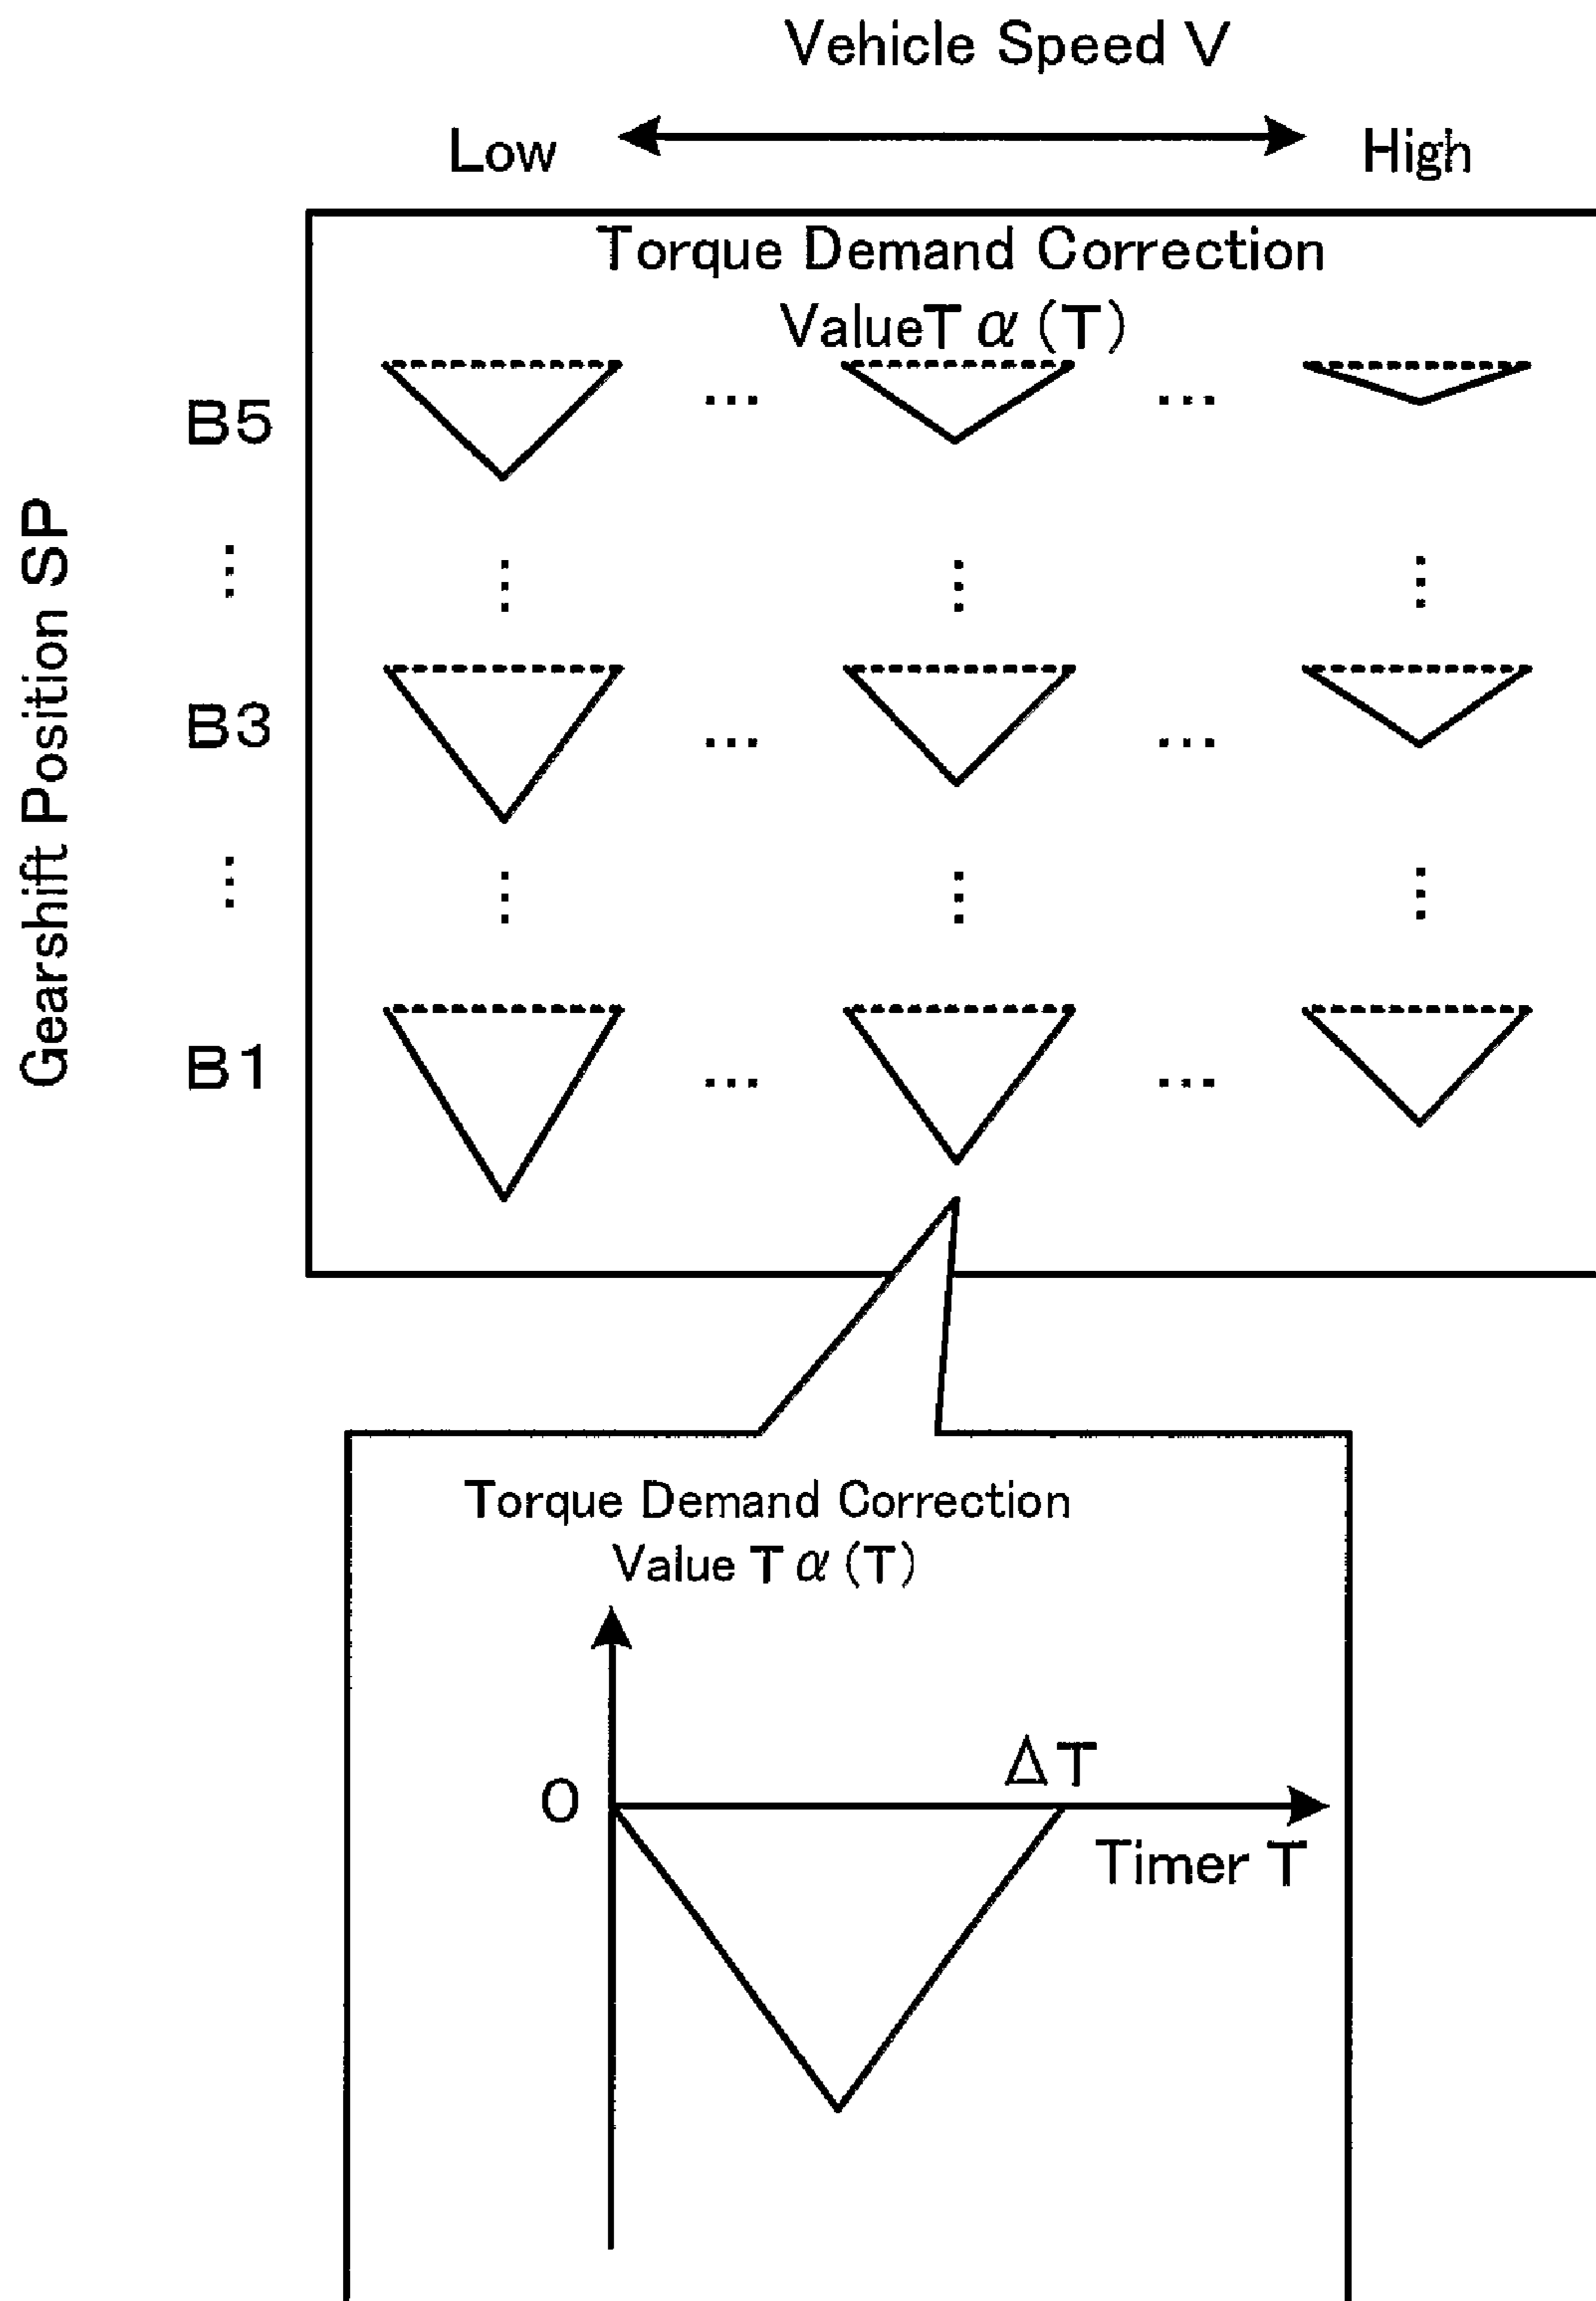 Vehicle Speed V
Low
High
Torque Demand Correction
ValueT α (T)
B5
...
...
Gearshift Position SP
⋮
⋮
⋮
⋮
B3
...
...
⋮
⋮
⋮
⋮
B1
...
...
Torque Demand Correction
Value T α (T)
ΔT
0
Timer T